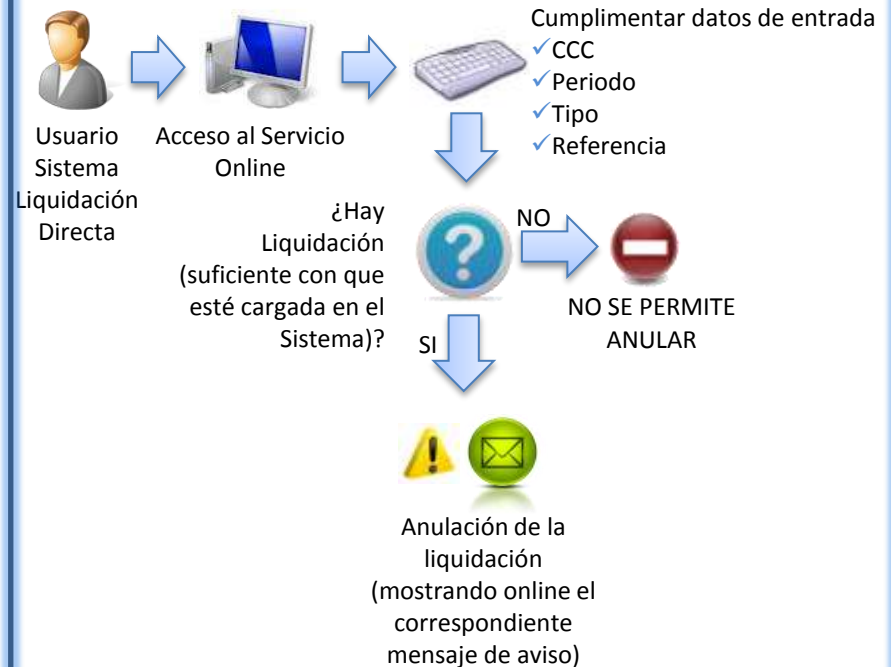 Usuario
Sistema
Liquidación
Directa
Acceso al Servicio
Online
Cumplimentar datos de entrada
✓CCC
✓Periodo
✓Tipo
✓Referencia
¿Hay
Liquidación
(suficiente con que
esté cargada en el
Sistema)?
NO
NO SE PERMITE
ANULAR
SI
Anulación de la
liquidación
(mostrando online el
correspondiente
mensaje de aviso)